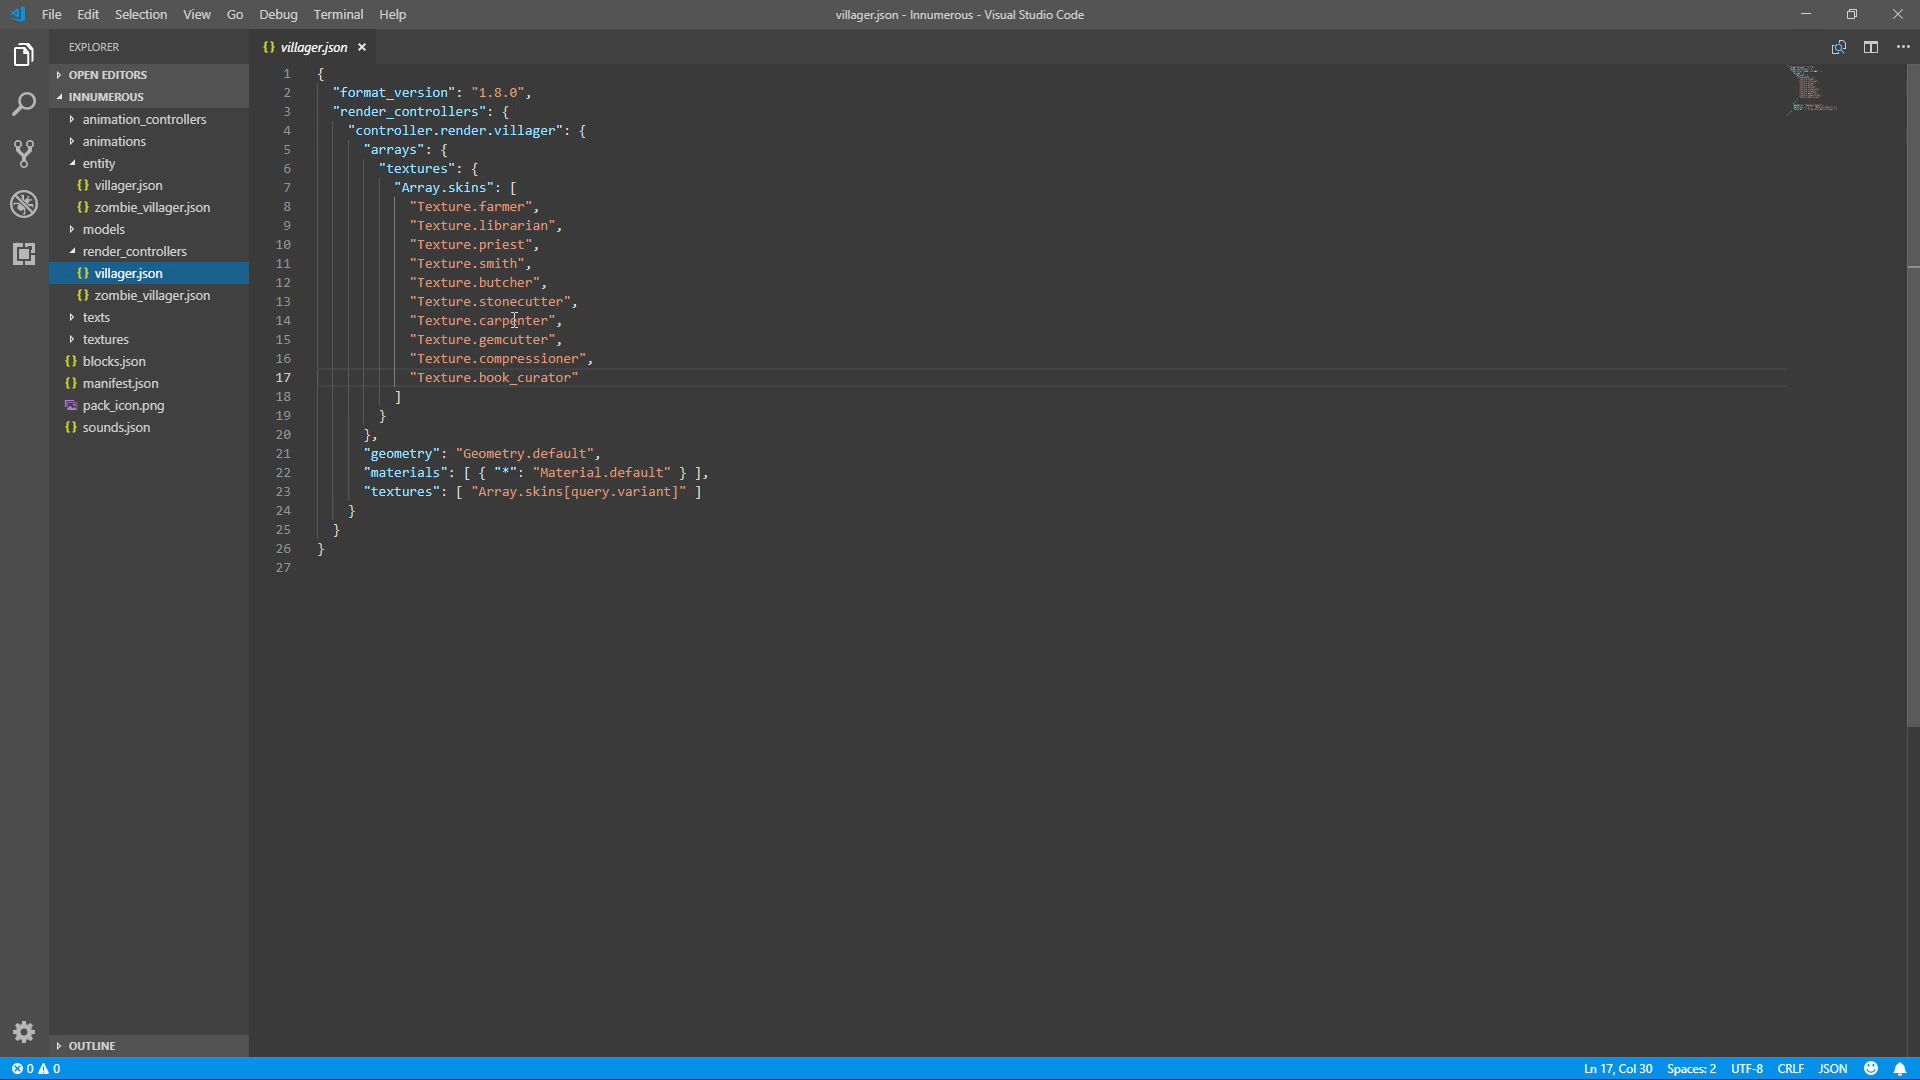 File Edit Selection View Go Debug Terminal Help
villager.json - Innumerous - Visual Studio Code
EXPLORER
OPEN EDITORS
INNUMEROUS
animation_controllers
animations
entity
{} villager.json
{} zombie_villager.json
models
render_controllers
{} villager.json
{} zombie_villager.json
texts
textures
{} blocks.json
{} manifest.json
pack_icon.png
{} sounds.json
OUTLINE
{} villager.json ×
1 {
2 "format_version": "1.8.0",
3 "render_controllers": {
4 "controller.render.villager": {
5 "arrays": {
6 "textures": {
7 "Array.skins": [
8 "Texture.farmer",
9 "Texture.librarian",
10 "Texture.priest",
11 "Texture.smith",
12 "Texture.butcher",
13 "Texture.stonecutter",
14 "Texture.carpenter",
15 "Texture.gemcutter",
16 "Texture.compressioner",
17 "Texture.book_curator"
18 ]
19 }
20 },
21 "geometry": "Geometry.default",
22 "materials": [ { "*": "Material.default" } ],
23 "textures": [ "Array.skins[query.variant]" ]
24 }
25 }
26 }
27
0 0
Ln 17, Col 30 Spaces: 2 UTF-8 CRLF JSON